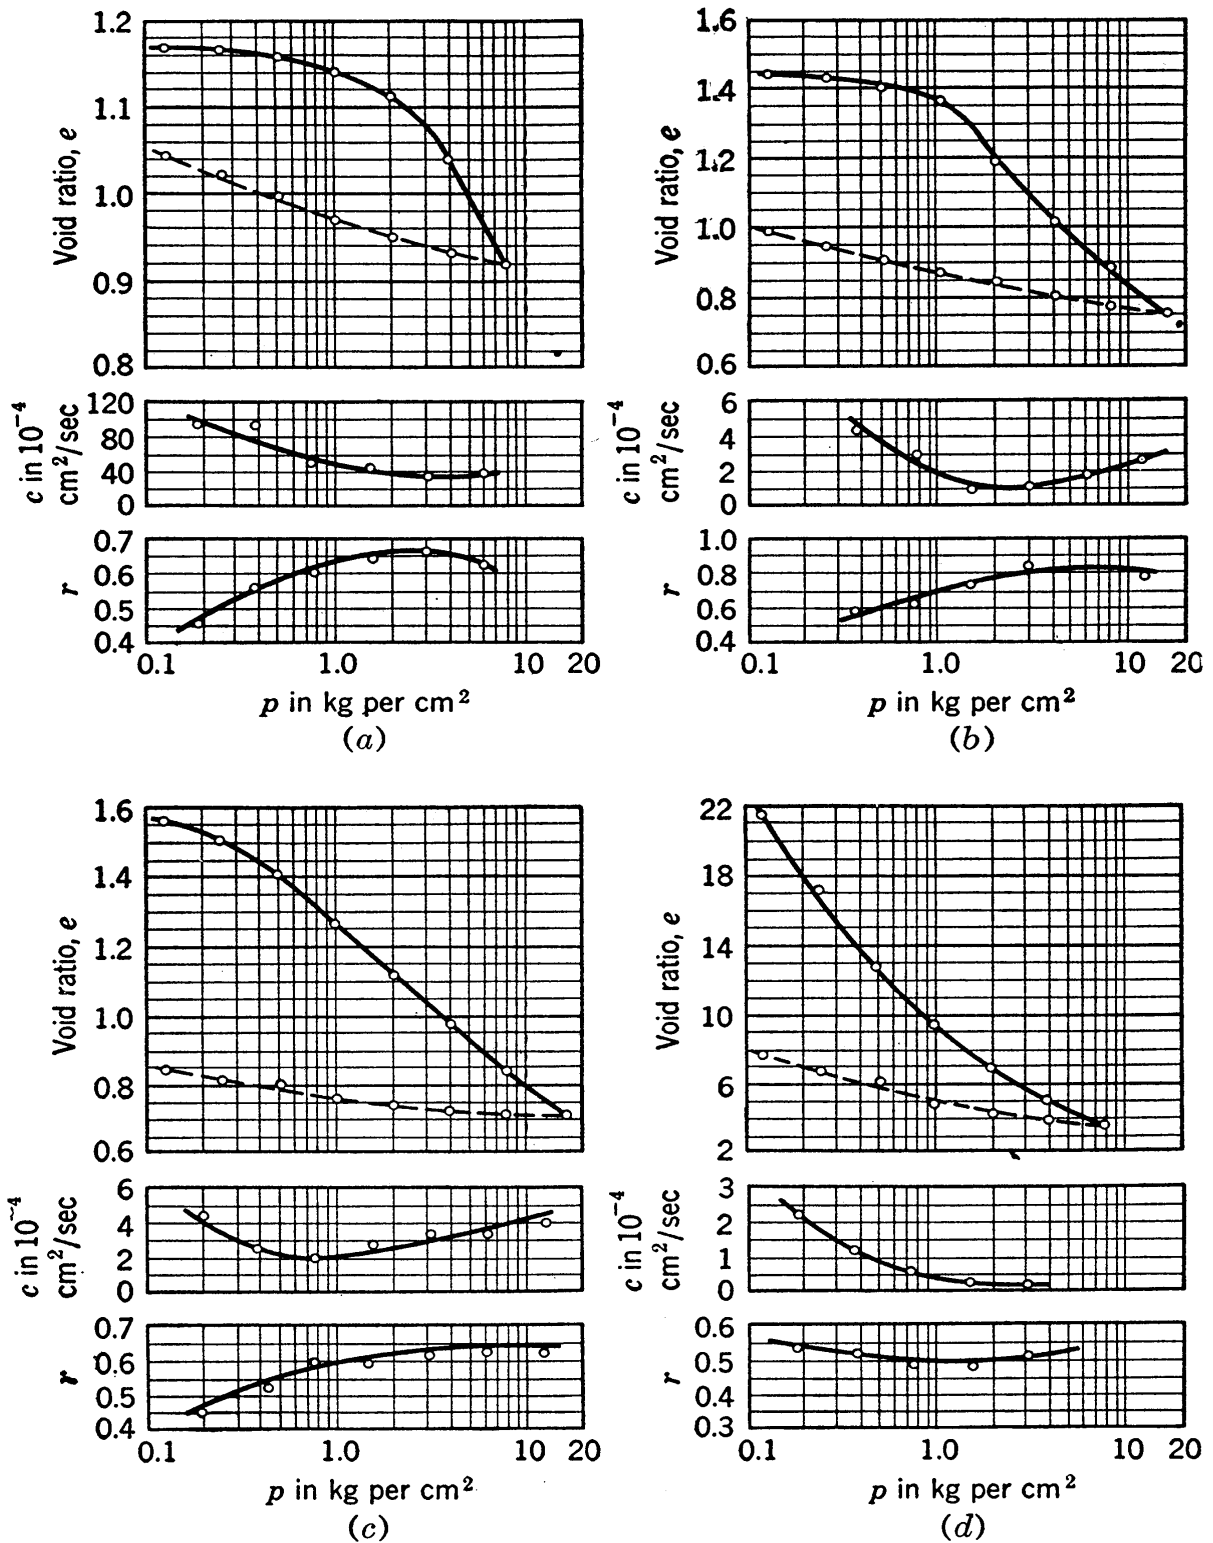 1.2
1.1
1.0
0.9
0.8
Void ratio, e
120
80
40
0
c in 10⁻⁴
cm²/sec
0.7
0.6
0.5
0.4
r
0.1 1.0 10 20
p in kg per cm²
(a)
1.6
1.4
1.2
1.0
0.8
0.6
Void ratio, e
6
4
2
0
c in 10⁻⁴
cm²/sec
1.0
0.8
0.6
0.4
r
0.1 1.0 10 20
p in kg per cm²
(b)
1.6
1.4
1.2
1.0
0.8
0.6
Void ratio, e
6
4
2
0
c in 10⁻⁴
cm²/sec
0.7
0.6
0.5
0.4
r
0.1 1.0 10 20
p in kg per cm²
(c)
22
18
14
10
6
2
Void ratio, e
3
2
1
0
c in 10⁻⁴
cm²/sec
0.6
0.5
0.4
0.3
r
0.1 1.0 10 20
p in kg per cm²
(d)